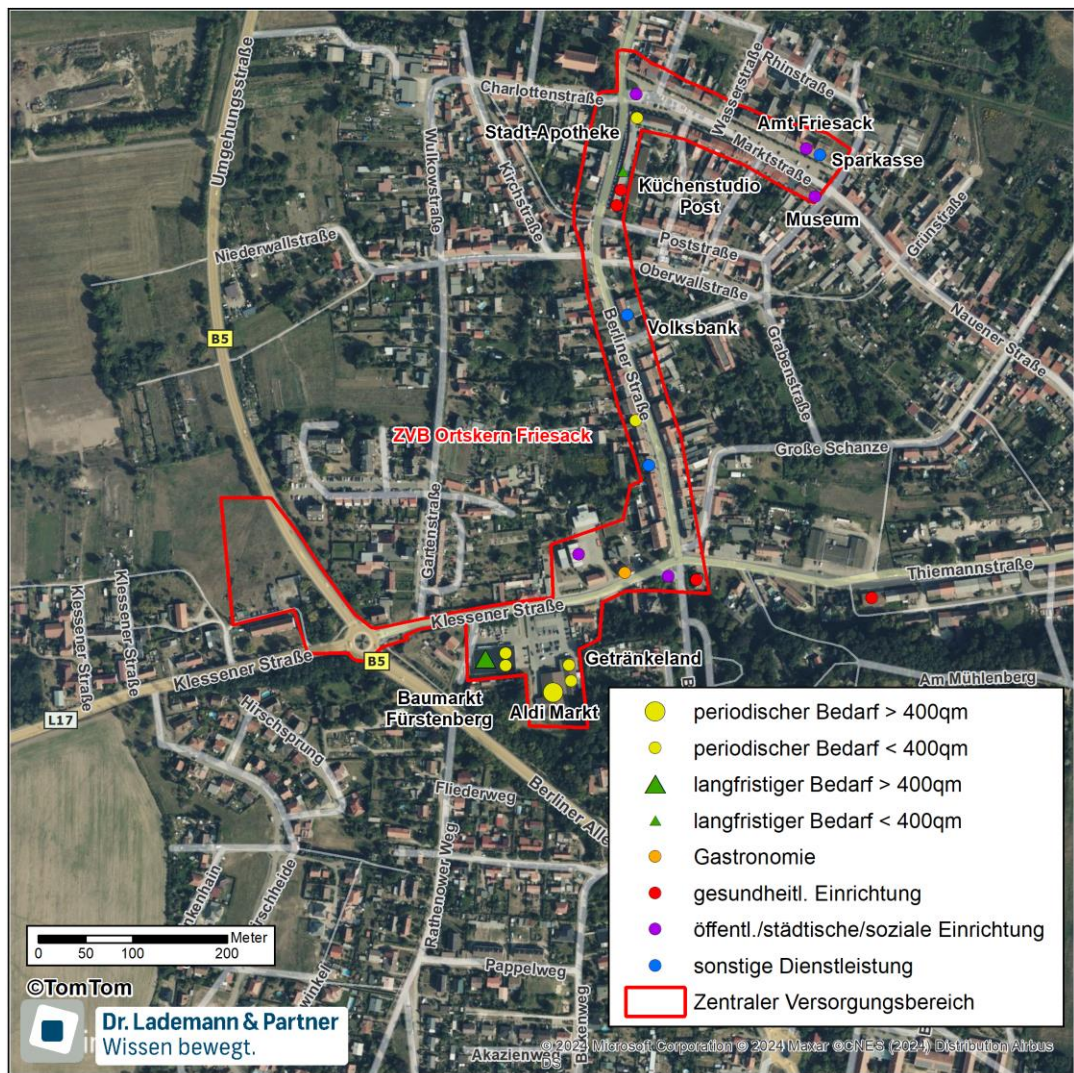 Umgehungsstraße
Charlottenstraße
Wulkowstraße
Kirchstraße
Wasserstraße
Rhinstraße
Stadt-Apotheke
Amt Friesack
Marktstraße
Sparkasse
Küchenstudio
Post
Museum
Grünstraße
Niederwallstraße
Poststraße
Oberwallstraße
Nauener Straße
B5
Berliner Straße
Volksbank
Grabenstraße
ZVB Ortskern Friesack
Große Schanze
Gartenstraße
Klessener Straße
Klessener Straße
Klessener Straße
Thiemannstraße
Klessener Straße
B5
L17
Getränkeland
Am Mühlenberg
Baumarkt
Fürstenberg
Aldi Markt
Hirschsprung
Fliederweg
Berliner Alle
Rathenower Weg
Pappelweg
Akazienweg
periodischer Bedarf > 400qm
periodischer Bedarf < 400qm
langfristiger Bedarf > 400qm
langfristiger Bedarf < 400qm
Gastronomie
gesundheitl. Einrichtung
öffentl./städtische/soziale Einrichtung
sonstige Dienstleistung
Zentraler Versorgungsbereich
Meter
0 50 100 200
©TomTom
Dr. Lademann & Partner
Wissen bewegt.
© 2024 Microsoft Corporation © 2024 Maxar ©CNES (2024) Distribution Airbus
DS